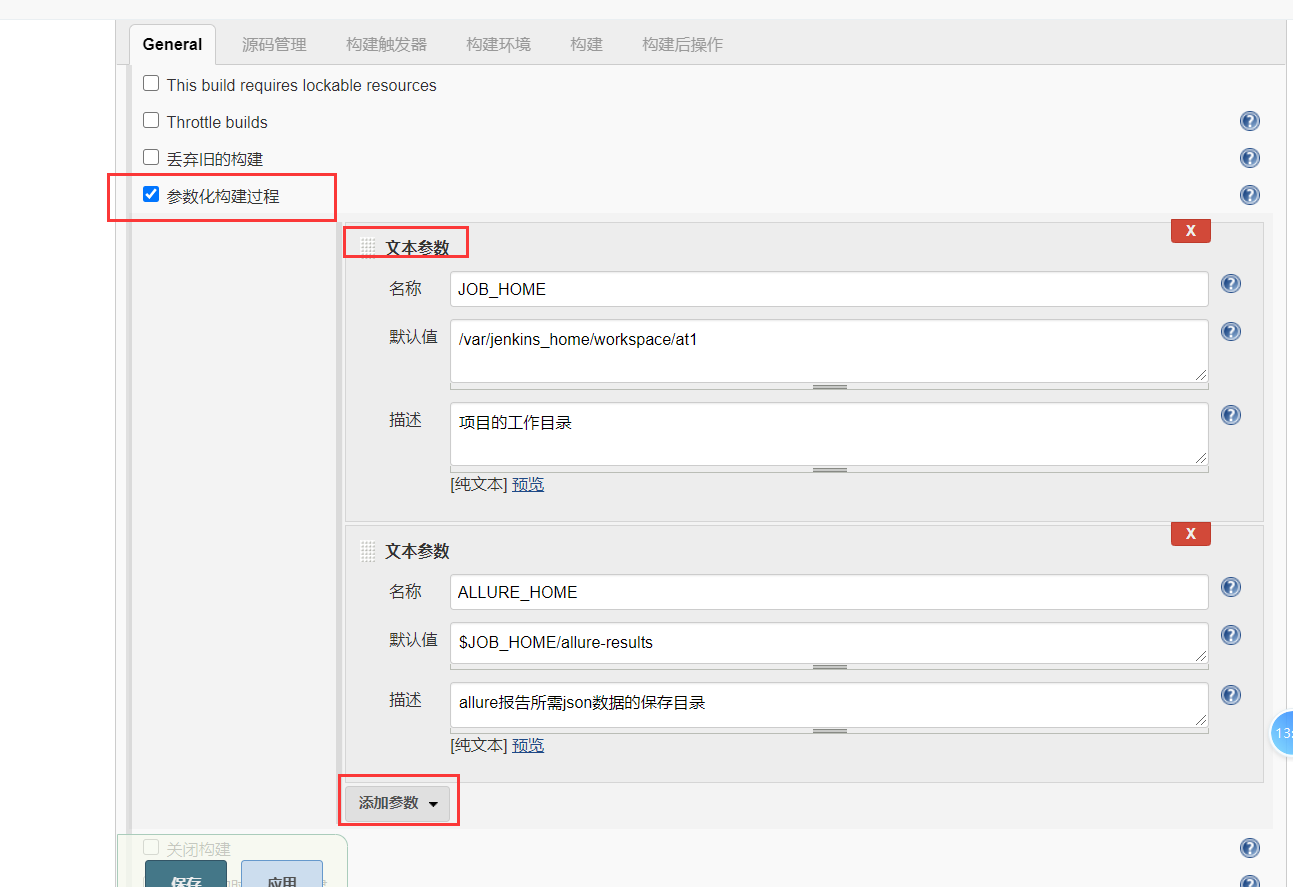 General 源码管理 构建触发器 构建环境 构建 构建后操作
This build requires lockable resources
Throttle builds
丢弃旧的构建
参数化构建过程
X
文本参数
名称 JOB_HOME
默认值 /var/jenkins_home/workspace/at1
描述 项目的工作目录
[纯文本] 预览
X
文本参数
名称 ALLURE_HOME
默认值 $JOB_HOME/allure-results
描述 allure报告所需json数据的保存目录
[纯文本] 预览
添加参数
关闭构建
保存 应用